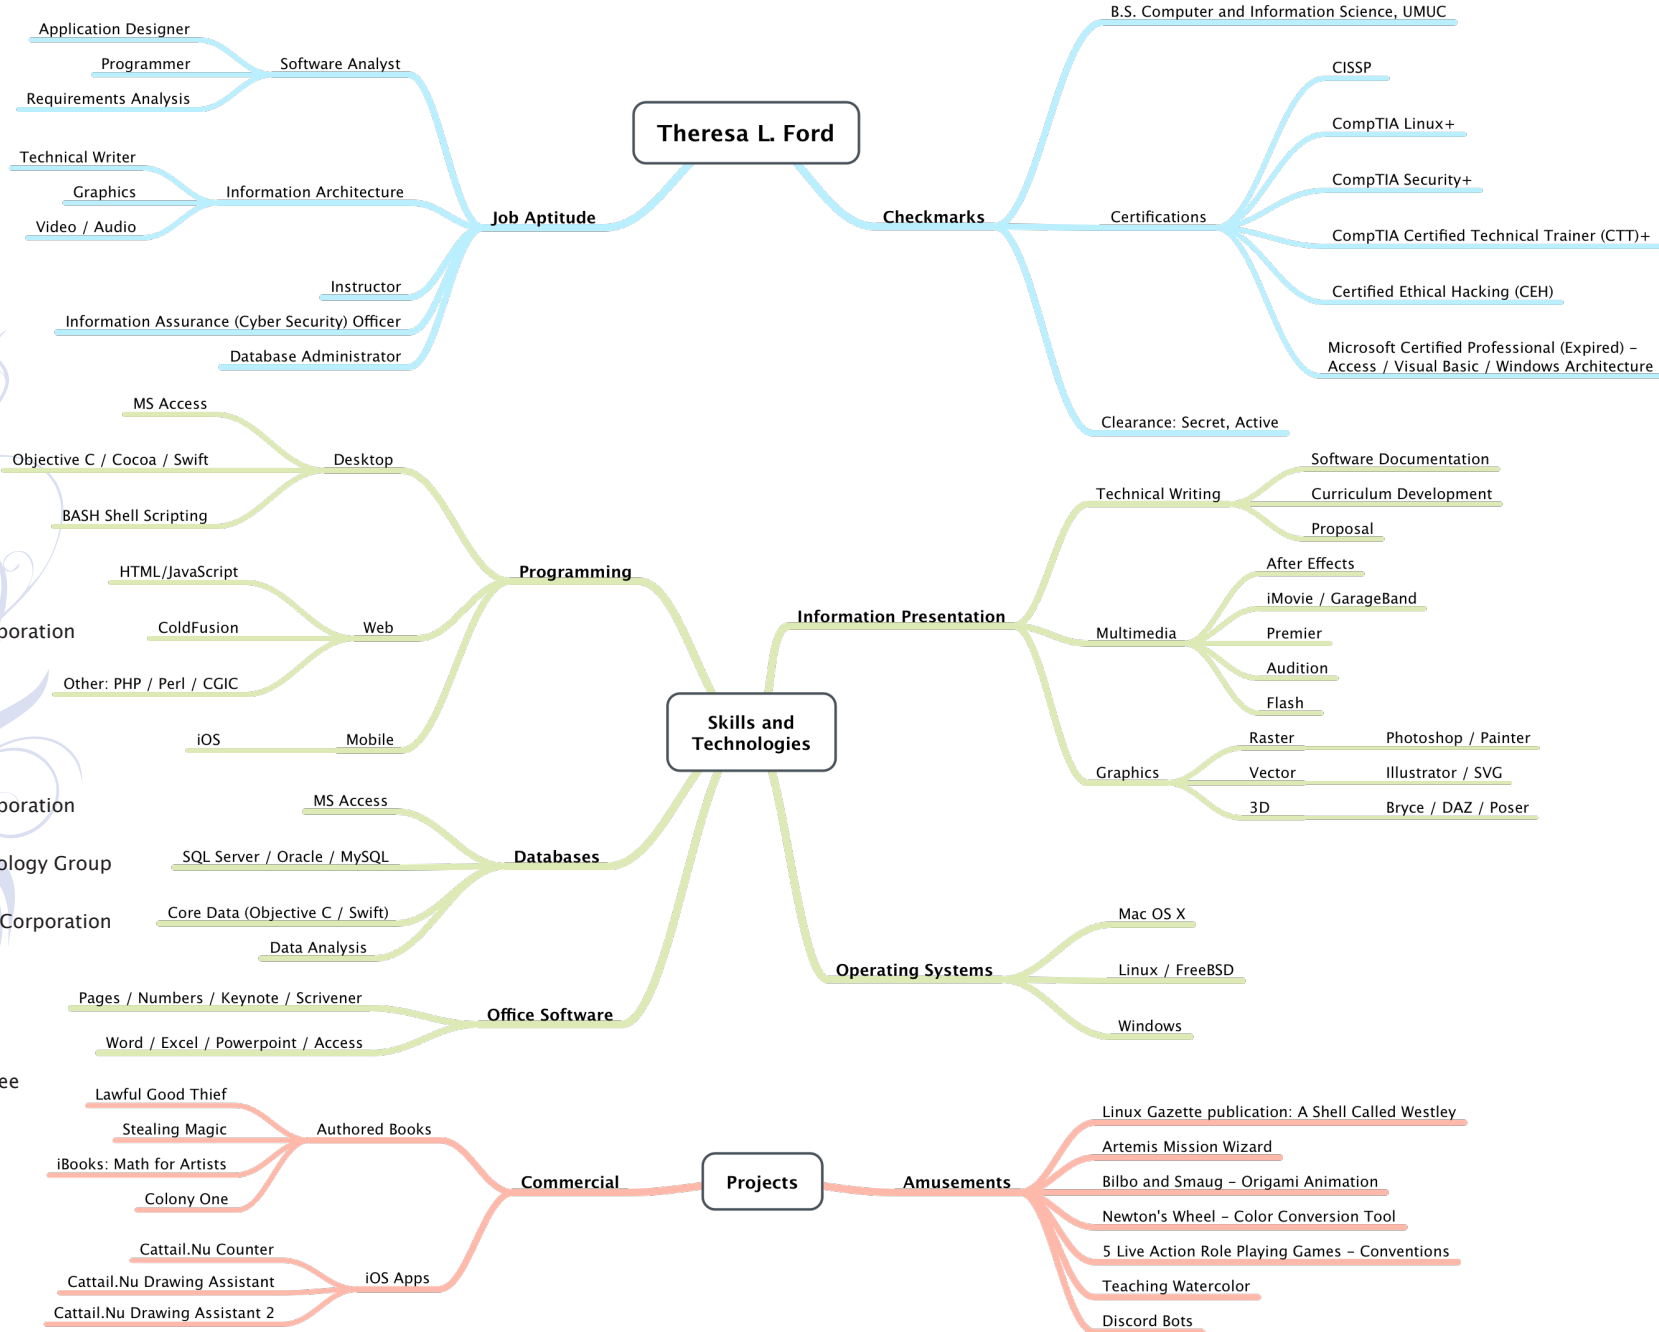 Theresa L. Ford
Job Aptitude
Software Analyst
Application Designer
Programmer
Requirements Analysis
Information Architecture
Technical Writer
Graphics
Video / Audio
Instructor
Information Assurance (Cyber Security) Officer
Database Administrator
Checkmarks
B.S. Computer and Information Science, UMUC
Certifications
CISSP
CompTIA Linux+
CompTIA Security+
CompTIA Certified Technical Trainer (CTT)+
Certified Ethical Hacking (CEH)
Microsoft Certified Professional (Expired) -
Access / Visual Basic / Windows Architecture
Clearance: Secret, Active
Skills and
Technologies
Programming
Desktop
MS Access
Objective C / Cocoa / Swift
BASH Shell Scripting
Web
HTML/JavaScript
ColdFusion
Other: PHP / Perl / CGIC
Mobile
iOS
Databases
MS Access
SQL Server / Oracle / MySQL
Core Data (Objective C / Swift)
Data Analysis
Office Software
Pages / Numbers / Keynote / Scrivener
Word / Excel / Powerpoint / Access
Information Presentation
Technical Writing
Software Documentation
Curriculum Development
Proposal
Multimedia
After Effects
iMovie / GarageBand
Premier
Audition
Flash
Graphics
Raster
Photoshop / Painter
Vector
Illustrator / SVG
3D
Bryce / DAZ / Poser
Operating Systems
Mac OS X
Linux / FreeBSD
Windows
poration
poration
ology Group
Corporation
ee
Projects
Commercial
Authored Books
Lawful Good Thief
Stealing Magic
iBooks: Math for Artists
Colony One
iOS Apps
Cattail.Nu Counter
Cattail.Nu Drawing Assistant
Cattail.Nu Drawing Assistant 2
Amusements
Linux Gazette publication: A Shell Called Westley
Artemis Mission Wizard
Bilbo and Smaug - Origami Animation
Newton's Wheel - Color Conversion Tool
5 Live Action Role Playing Games - Conventions
Teaching Watercolor
Discord Bots